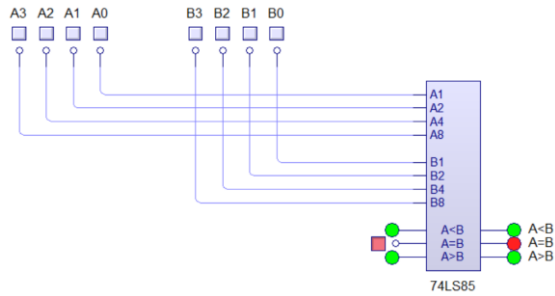 A3 A2 A1 A0 B3 B2 B1 B0
A1
A2
A4
A8
B1
B2
B4
B8
A<B A<B
A=B A=B
A>B A>B
74LS85